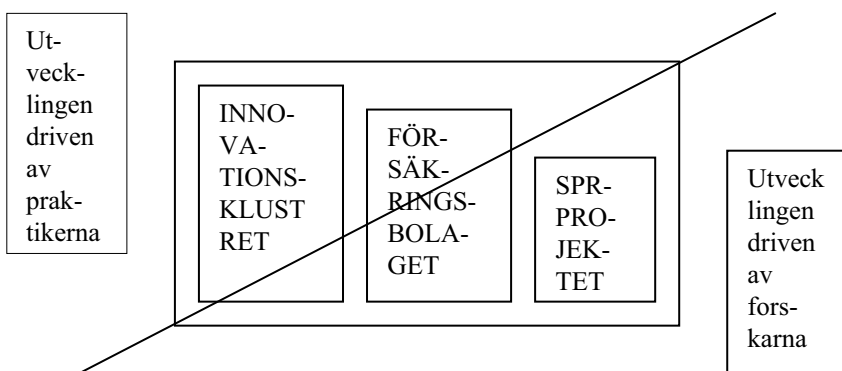 Ut-
veck-
lingen
driven
av
prak-
tikerna
INNO-
VA-
TIONS-
KLUST
RET
FÖR-
SÄK-
RINGS-
BOLA-
GET
SPR-
PRO-
JEK-
TET
Utveck
lingen
driven
av
fors-
karna